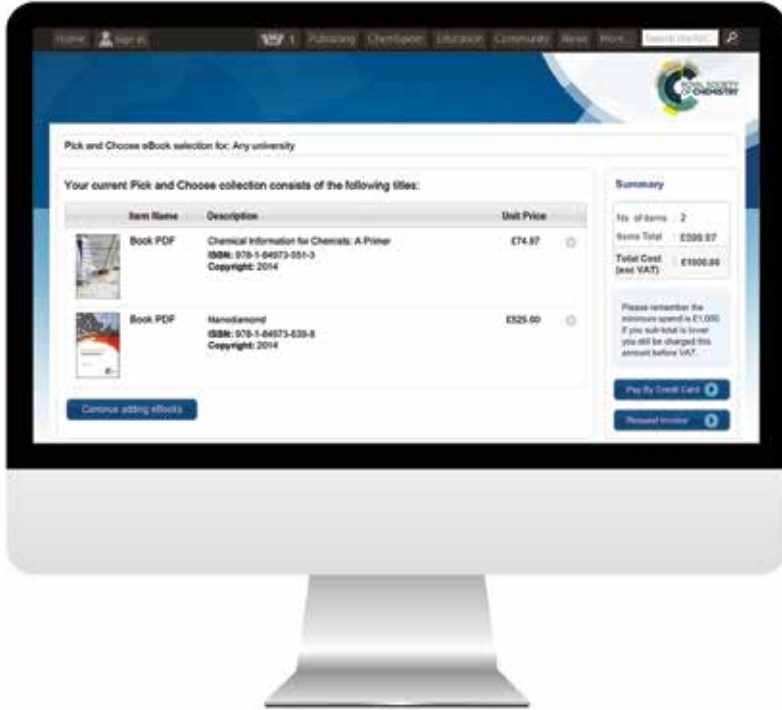 Home Sign in 1 Publishing ChemSpider Education Community News More... Search the RSC
ROYAL SOCIETY
OF CHEMISTRY
Pick and Choose eBook selection for: Any university
Your current Pick and Choose collection consists of the following titles:
Item Name Description Unit Price
Book PDF Chemical Information for Chemists: A Primer £74.97
ISBN: 978-1-84973-551-3
Copyright: 2014
Book PDF Nanodiamond £525.00
ISBN: 978-1-84973-639-8
Copyright: 2014
Continue adding eBooks
Summary
No. of items : 2
Items Total : £599.97
Total Cost : £1000.00
(exc VAT)
Please remember the
minimum spend is £1,000.
If you sub-total is lower
you still be charged this
amount before VAT.
Pay By Credit Card
Request Invoice